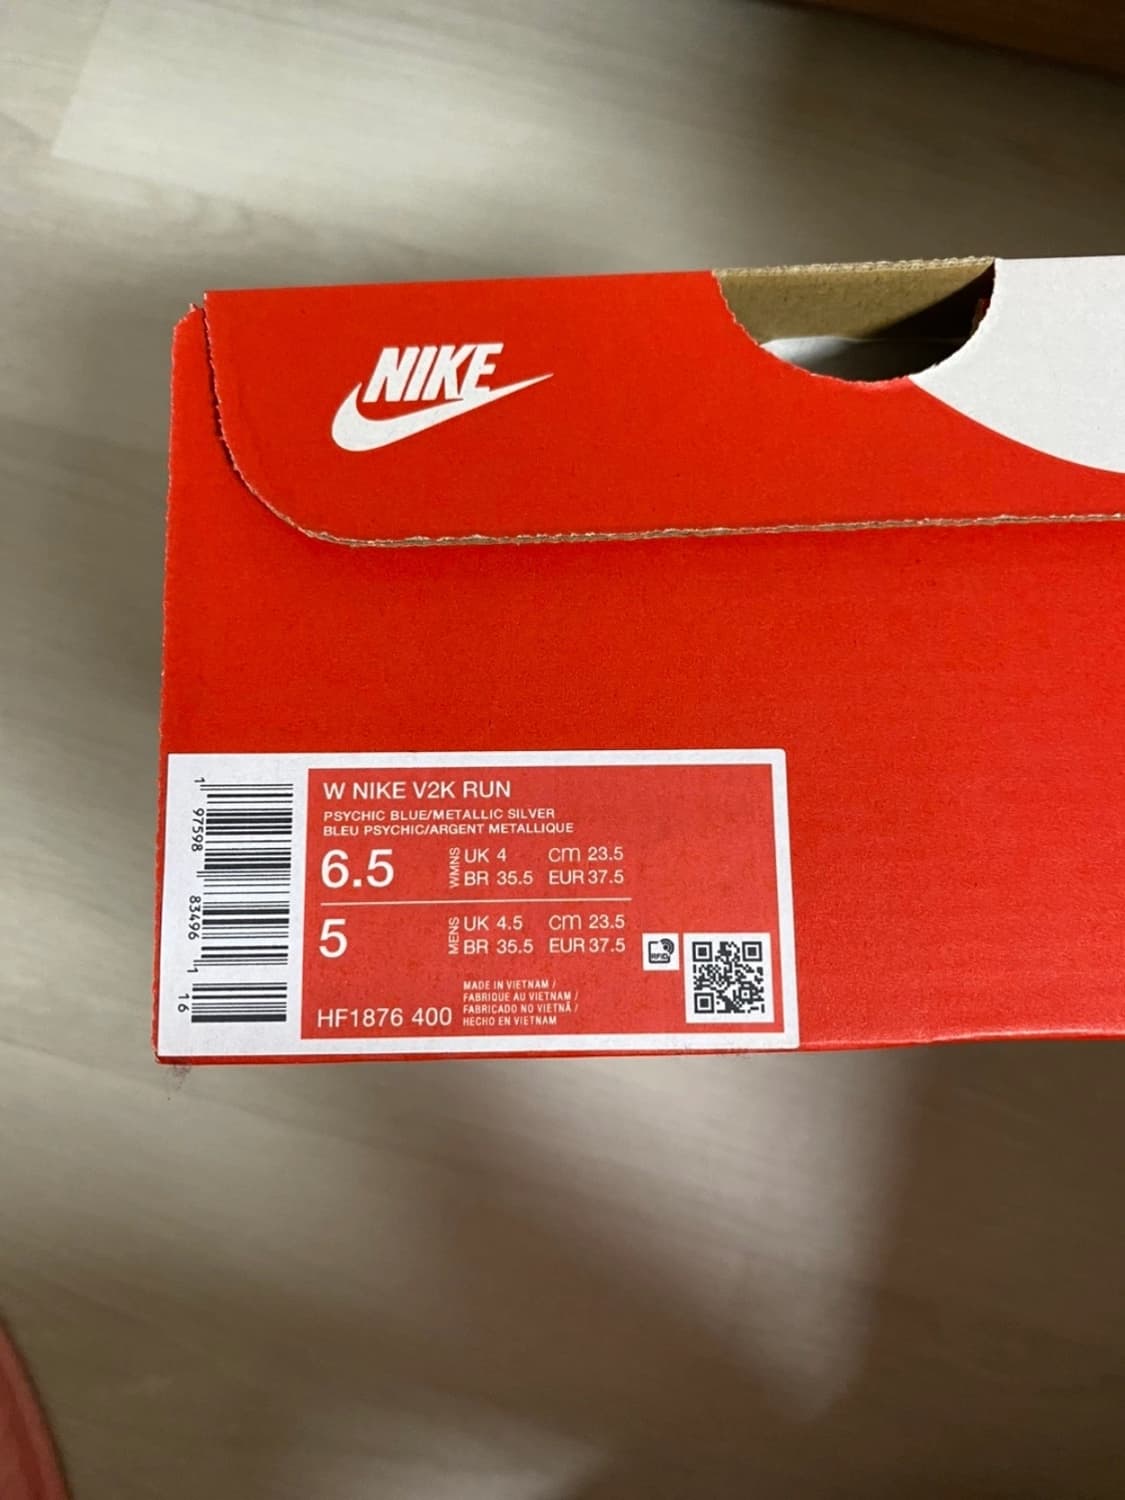 NIKE
W NIKE V2K RUN
PSYCHIC BLUE/METALLIC SILVER
BLEU PSYCHIC/ARGENT METALLIQUE
6.5 WMNS UK 4 cm 23.5
BR 35.5 EUR 37.5
5 MENS UK 4.5 cm 23.5
BR 35.5 EUR 37.5
RFID
HF1876 400
MADE IN VIETNAM /
FABRIQUE AU VIETNAM /
FABRICADO NO VIETNÃ /
HECHO EN VIETNAM
1 97598 83496 1 16